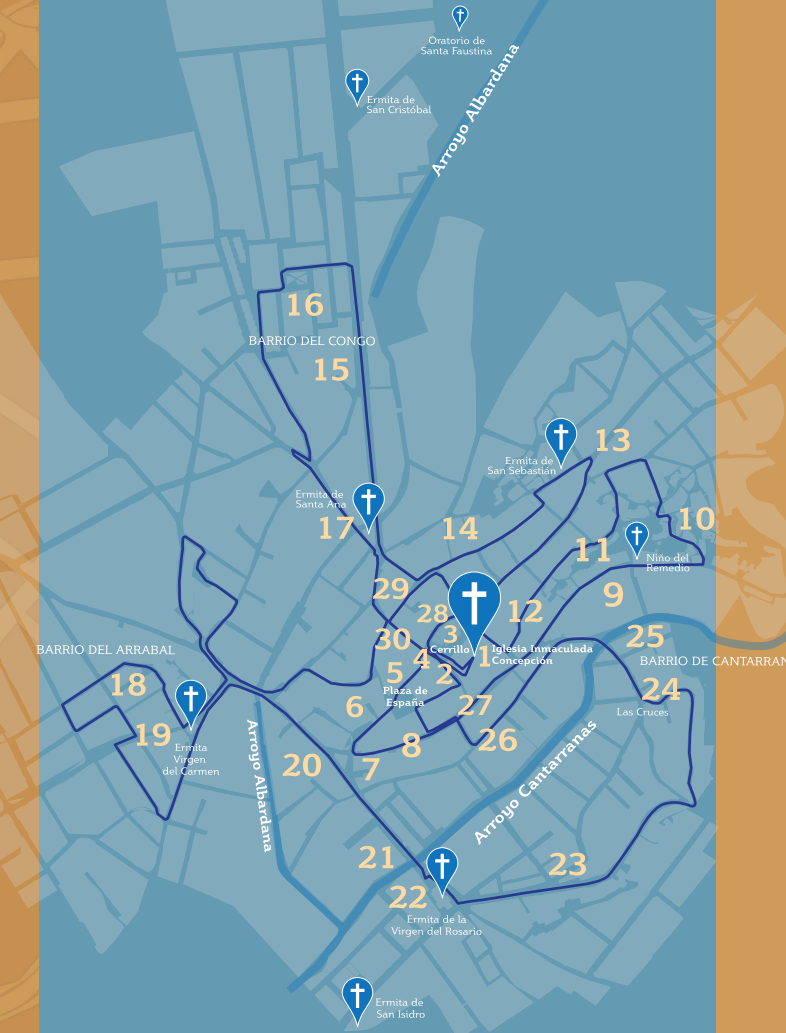 Oratorio de
Santa Faustina
Ermita de
San Cristóbal
Arroyo Albardana
16
BARRIO DEL CONGO
15
13
Ermita de
San Sebastián
Ermita de
Santa Ana
17
14
10
11
Niño del
Remedio
29
28
12
9
30
3
Cerrillo
1
Iglesia Inmaculada
Concepción
25
BARRIO DEL ARRABAL
BARRIO DE CANTARRAN
4
5
2
Plaza de
España
18
24
Las Cruces
6
27
19
Ermita
Virgen
del Carmen
8
26
7
20
Arroyo Albardana
Arroyo Cantarranas
21
23
22
Ermita de la
Virgen del Rosario
Ermita de
San Isidro